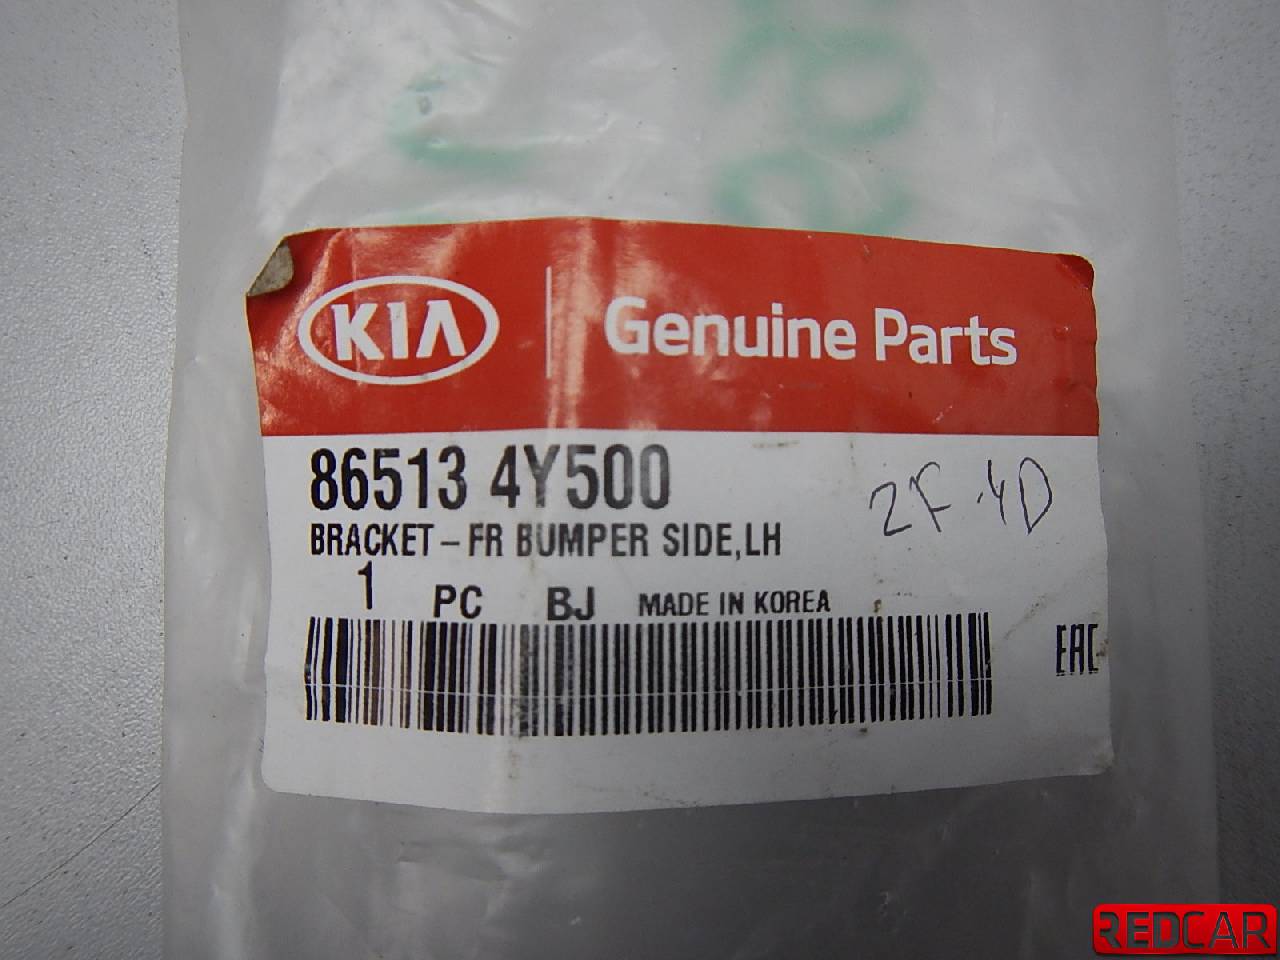 KIA Genuine Parts
86513 4Y500
2F-4D
BRACKET-FR BUMPER SIDE,LH
1 PC BJ MADE IN KOREA
EAC
REDCAR